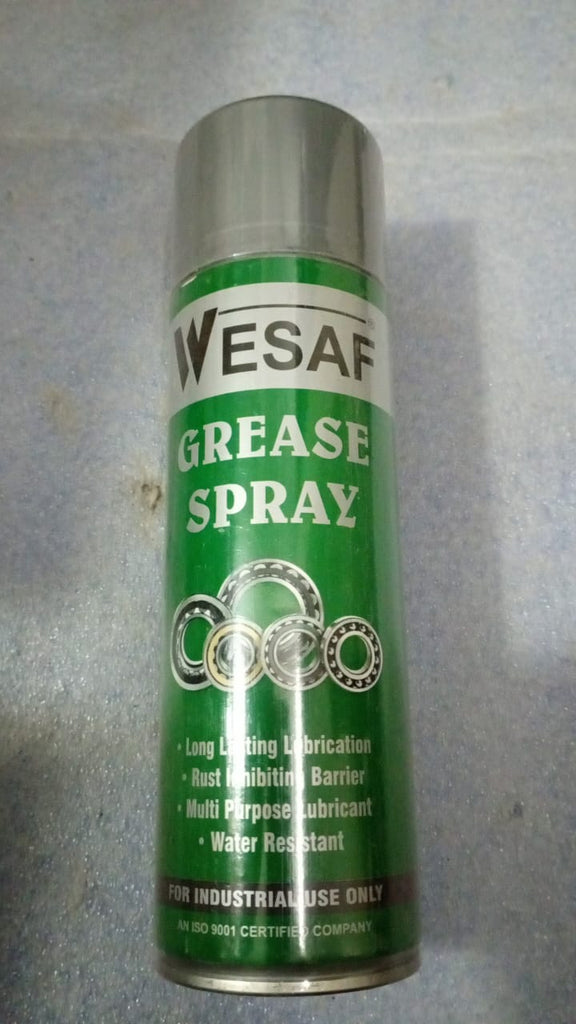 WESAF®
GREASE
SPRAY
• Long Lasting Lubrication
• Rust Inhibiting Barrier
• Multi Purpose Lubricant
• Water Resistant
FOR INDUSTRIAL USE ONLY
AN ISO 9001 CERTIFIED COMPANY